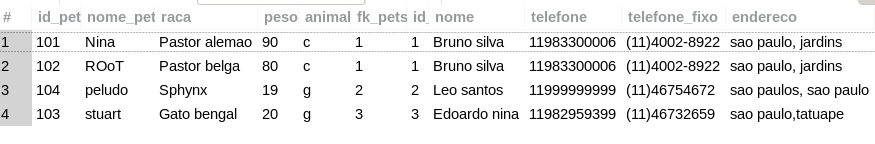 # id_pet nome_pet raca peso animal fk_pets id_ nome telefone telefone_fixo endereco
1 101 Nina Pastor alemao 90 c 1 1 Bruno silva 11983300006 (11)4002-8922 sao paulo, jardins
2 102 ROoT Pastor belga 80 c 1 1 Bruno silva 11983300006 (11)4002-8922 sao paulo, jardins
3 104 peludo Sphynx 19 g 2 2 Leo santos 11999999999 (11)46754672 sao paulos, sao paulo
4 103 stuart Gato bengal 20 g 3 3 Edoardo nina 11982959399 (11)46732659 sao paulo,tatuape